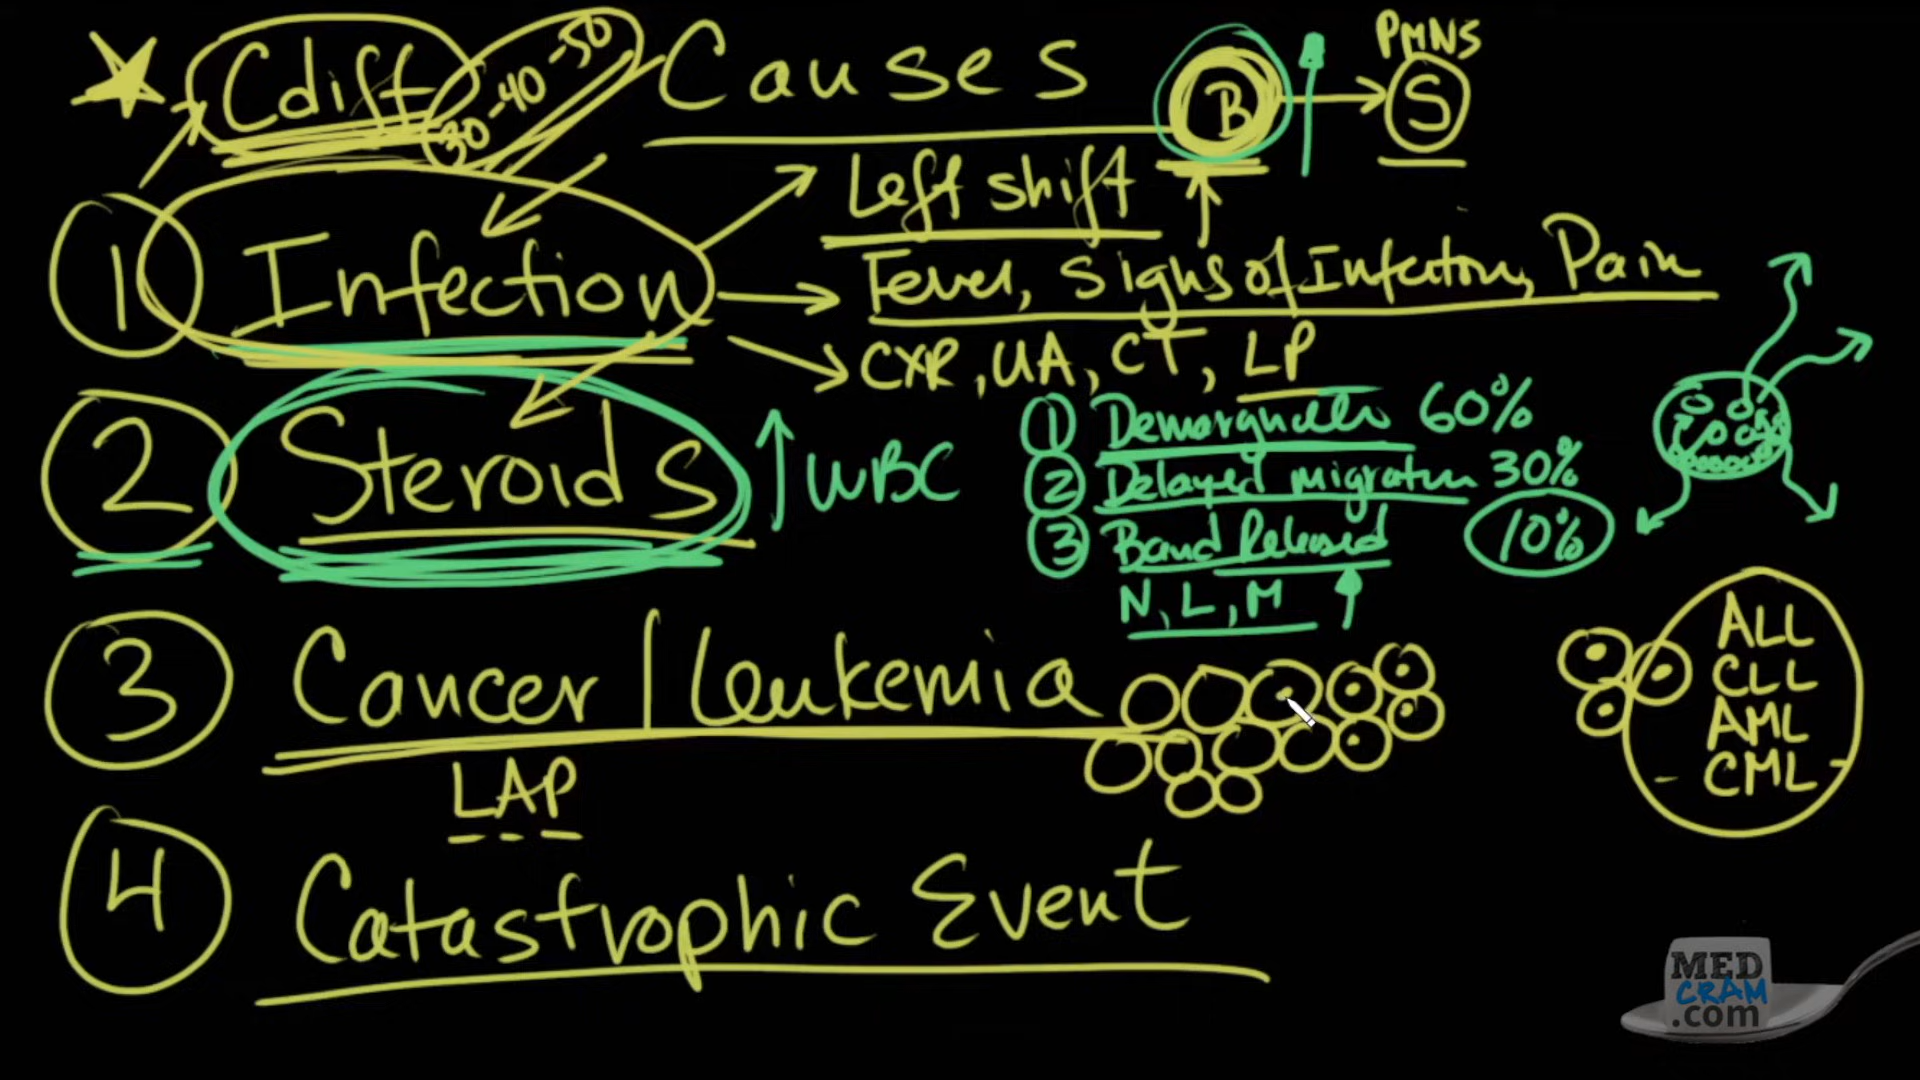 Cdiff 30-40-50 Causes B → S PMNS
Left shift
1 Infection
Fever, Signs of Infection, Pain
CXR, UA, CT, LP
2 Steroids ↑ WBC
1 Demargination 60%
2 Delayed migration 30%
3 Band Released 10%
N, L, M
3 Cancer/Leukemia
ALL
CLL
AML
CML
LAP
4 Catastrophic Event
MED
CRAM
.com